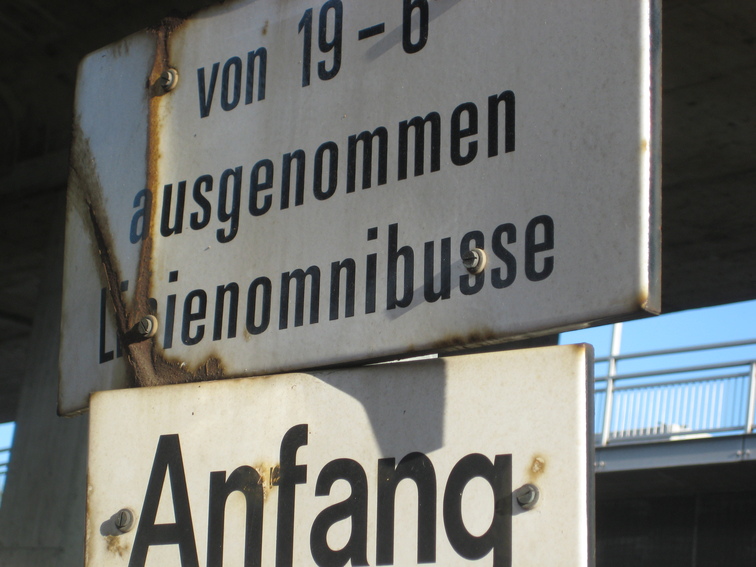 von 19-6
ausgenommen
Linienomnibusse
Anfang